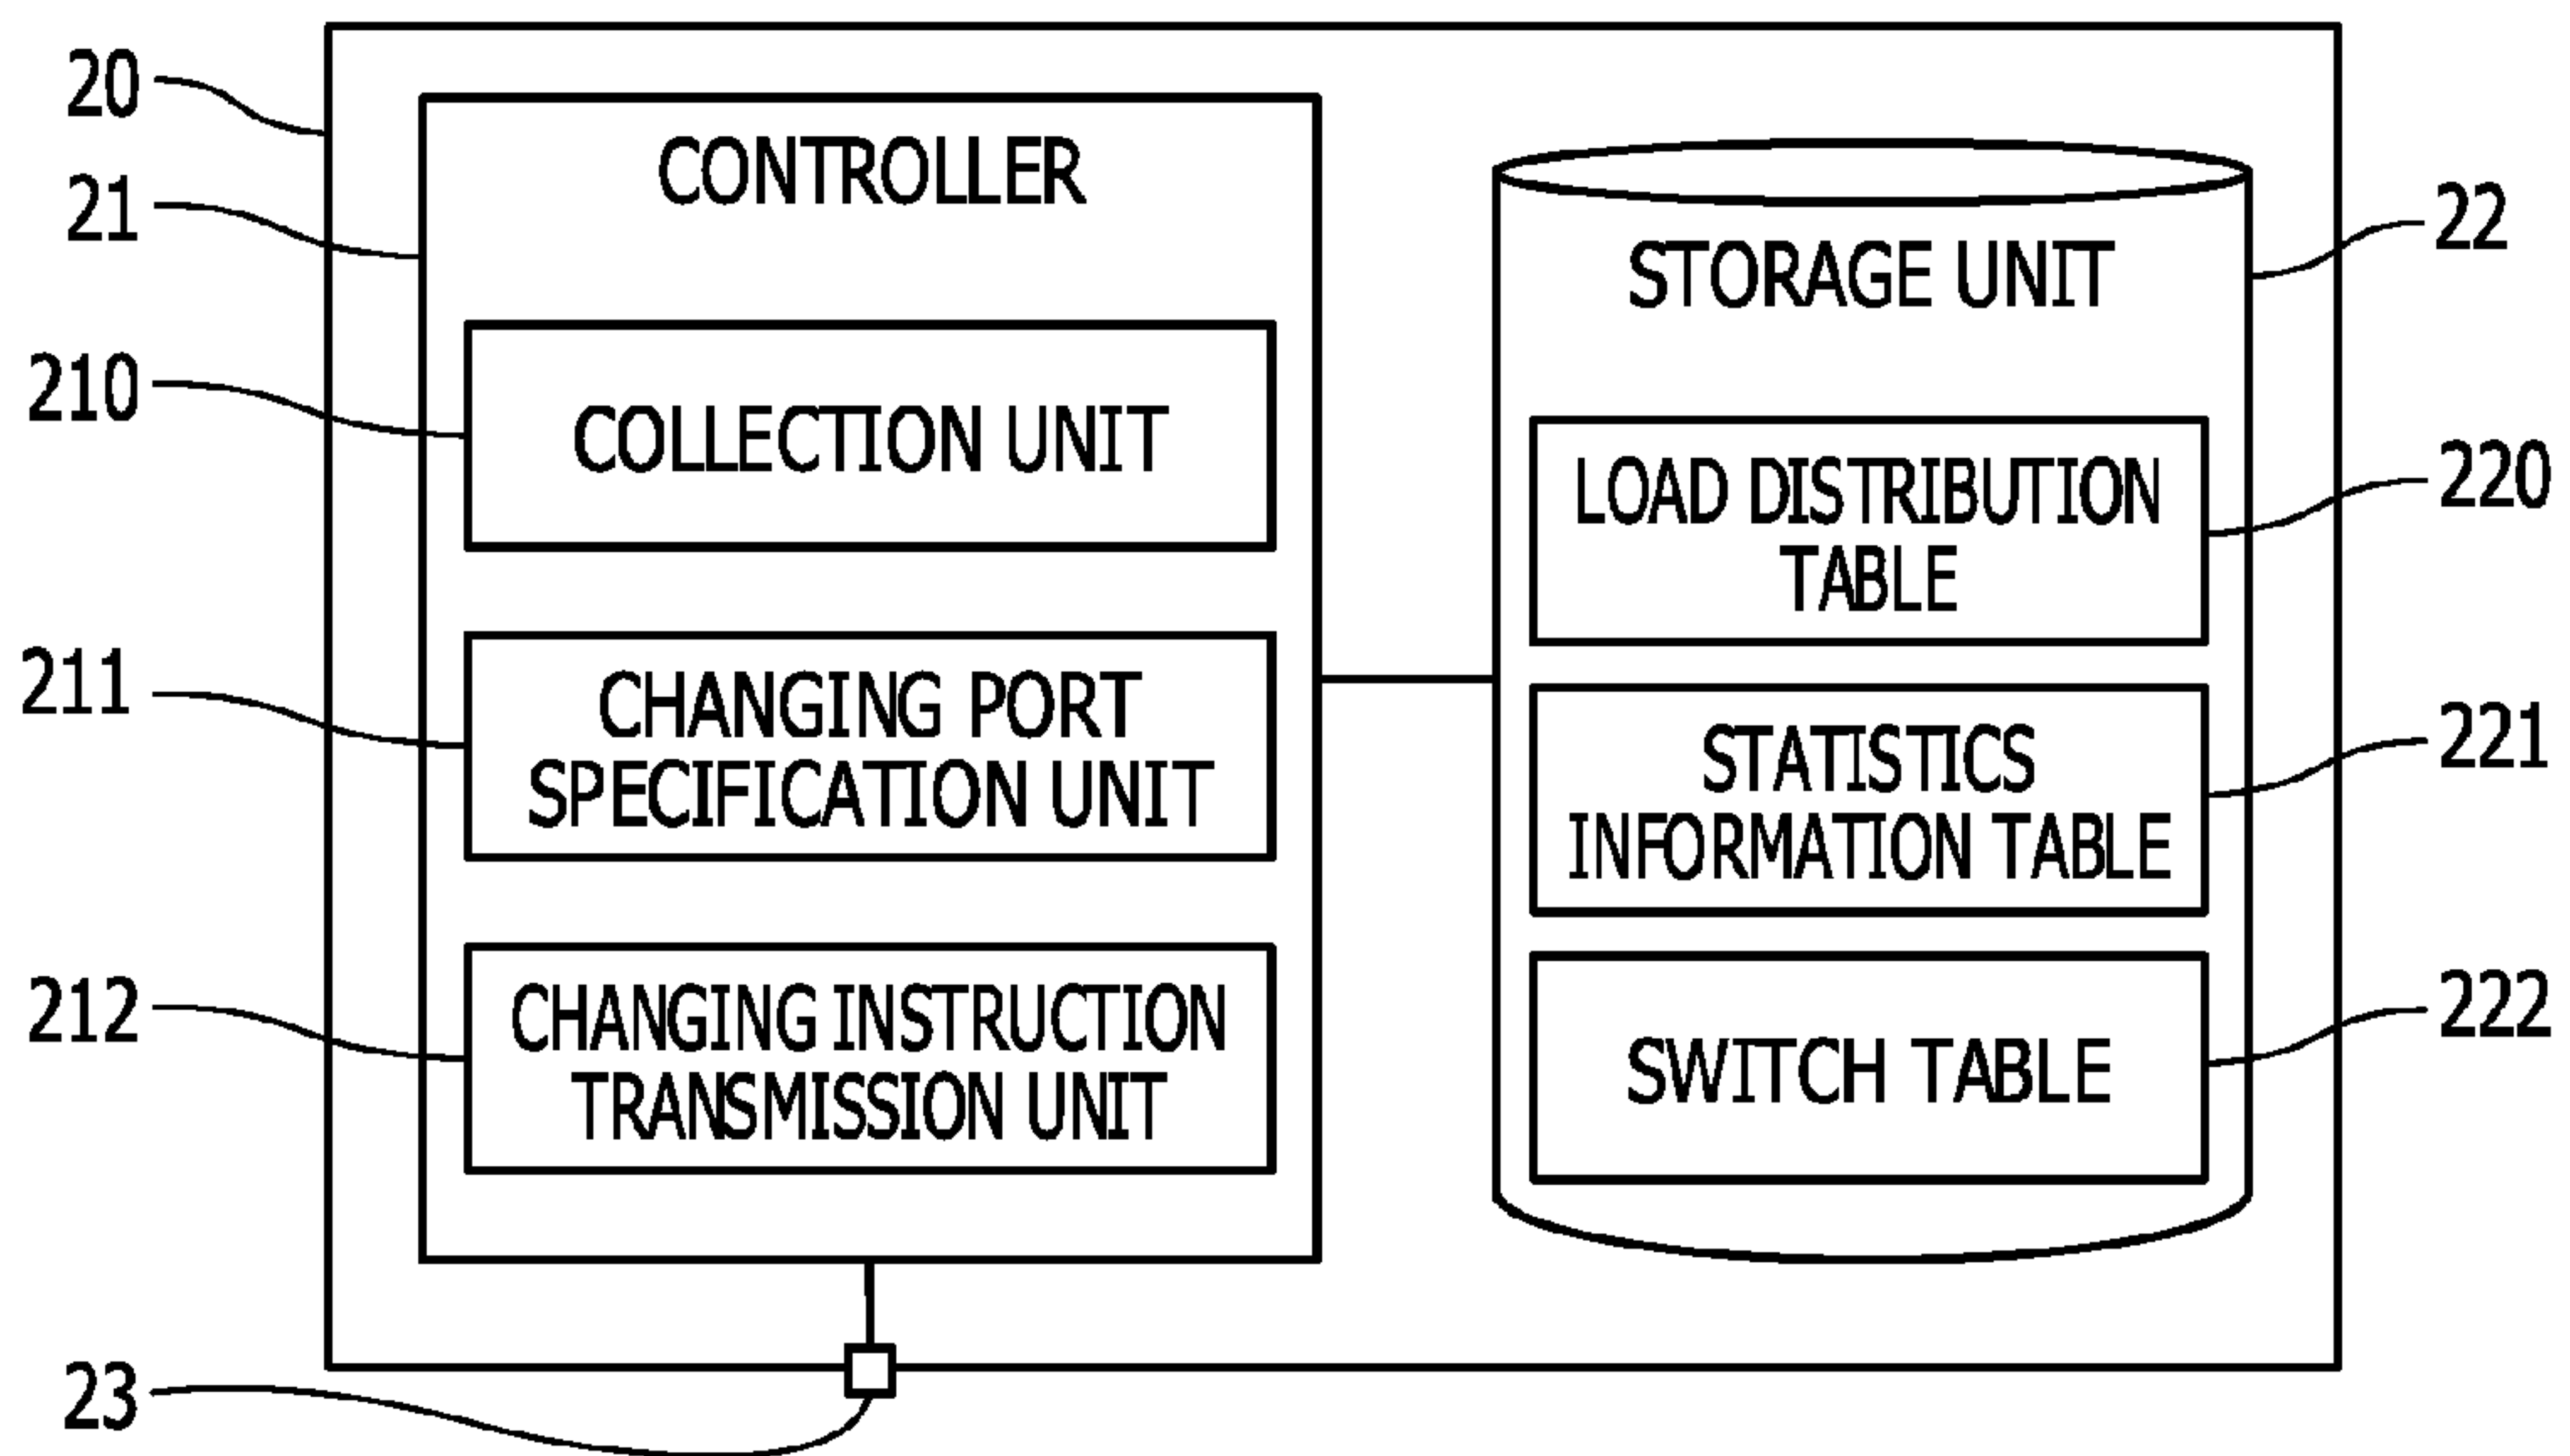 20
21
CONTROLLER
210
COLLECTION UNIT
211
CHANGING PORT
SPECIFICATION UNIT
212
CHANGING INSTRUCTION
TRANSMISSION UNIT
23
22
STORAGE UNIT
220
LOAD DISTRIBUTION
TABLE
221
STATISTICS
INFORMATION TABLE
222
SWITCH TABLE